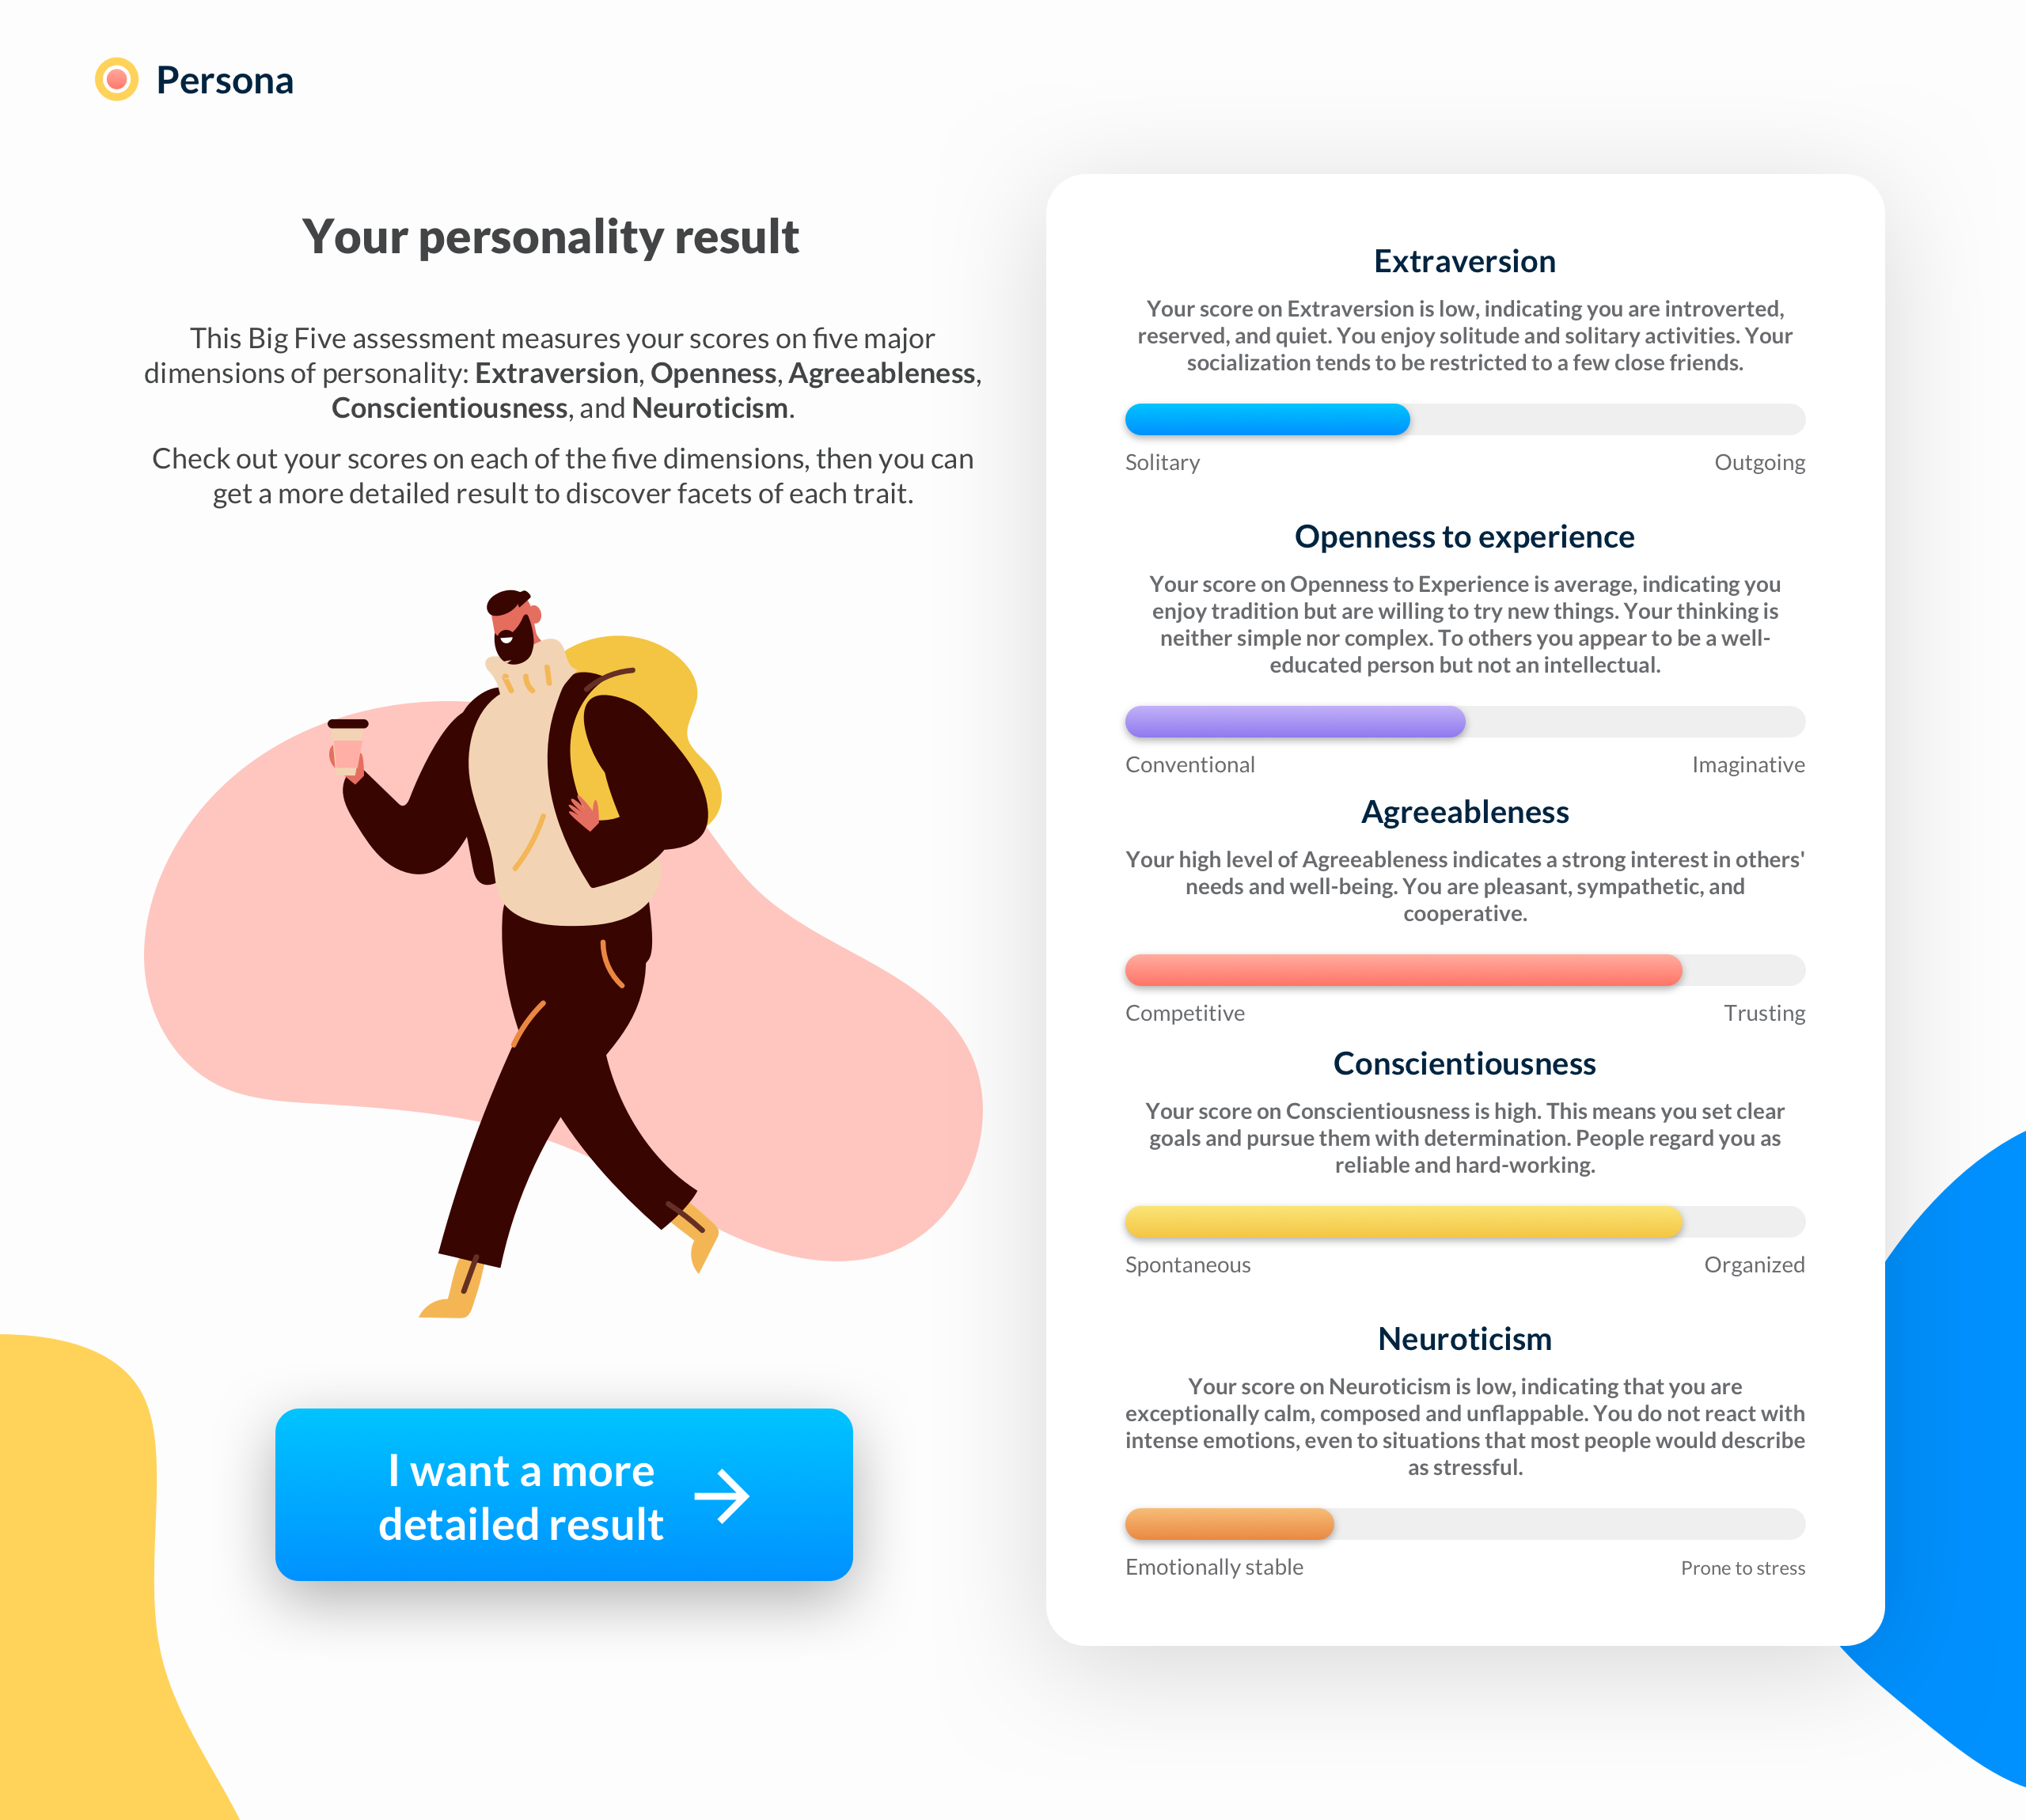 Persona
Your personality result
This Big Five assessment measures your scores on five major
dimensions of personality: Extraversion, Openness, Agreeableness,
Conscientiousness, and Neuroticism.
Check out your scores on each of the five dimensions, then you can
get a more detailed result to discover facets of each trait.
I want a more
detailed result
Extraversion
Your score on Extraversion is low, indicating you are introverted,
reserved, and quiet. You enjoy solitude and solitary activities. Your
socialization tends to be restricted to a few close friends.
Solitary
Outgoing
Openness to experience
Your score on Openness to Experience is average, indicating you
enjoy tradition but are willing to try new things. Your thinking is
neither simple nor complex. To others you appear to be a well-
educated person but not an intellectual.
Conventional
Imaginative
Agreeableness
Your high level of Agreeableness indicates a strong interest in others'
needs and well-being. You are pleasant, sympathetic, and
cooperative.
Competitive
Trusting
Conscientiousness
Your score on Conscientiousness is high. This means you set clear
goals and pursue them with determination. People regard you as
reliable and hard-working.
Spontaneous
Organized
Neuroticism
Your score on Neuroticism is low, indicating that you are
exceptionally calm, composed and unflappable. You do not react with
intense emotions, even to situations that most people would describe
as stressful.
Emotionally stable
Prone to stress